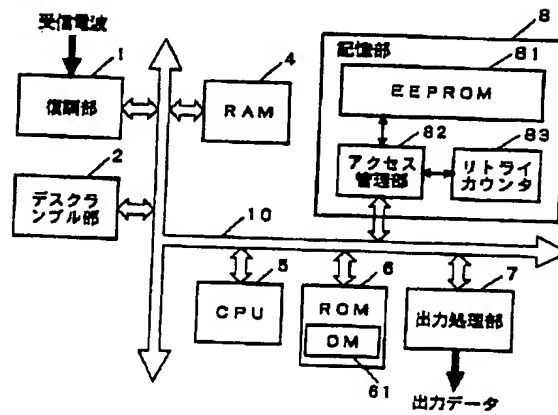 受信電波
1
復調部
2
デスクランブル部
4
RAM
8
記憶部
81
EEPROM
82
アクセス管理部
83
リトライカウンタ
10
5
CPU
6
ROM
DM
61
7
出力処理部
出力データ